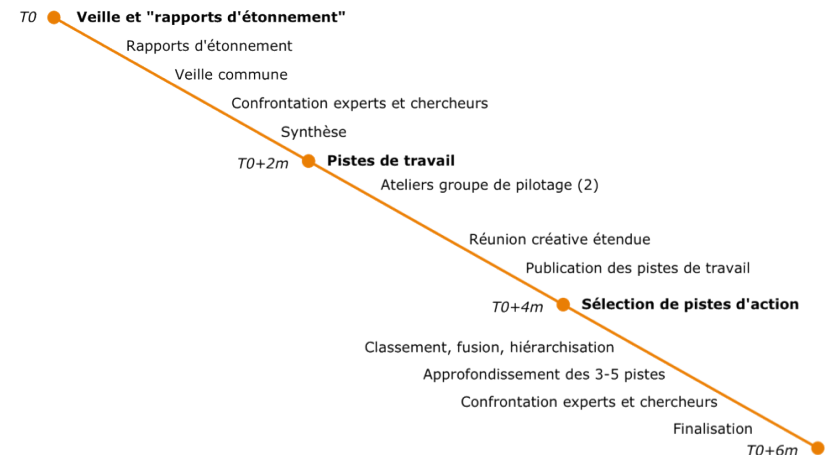 T0 Veille et "rapports d'étonnement"
Rapports d'étonnement
Veille commune
Confrontation experts et chercheurs
Synthèse
T0+2m Pistes de travail
Ateliers groupe de pilotage (2)
Réunion créative étendue
Publication des pistes de travail
T0+4m Sélection de pistes d'action
Classement, fusion, hiérarchisation
Approfondissement des 3-5 pistes
Confrontation experts et chercheurs
Finalisation
T0+6m